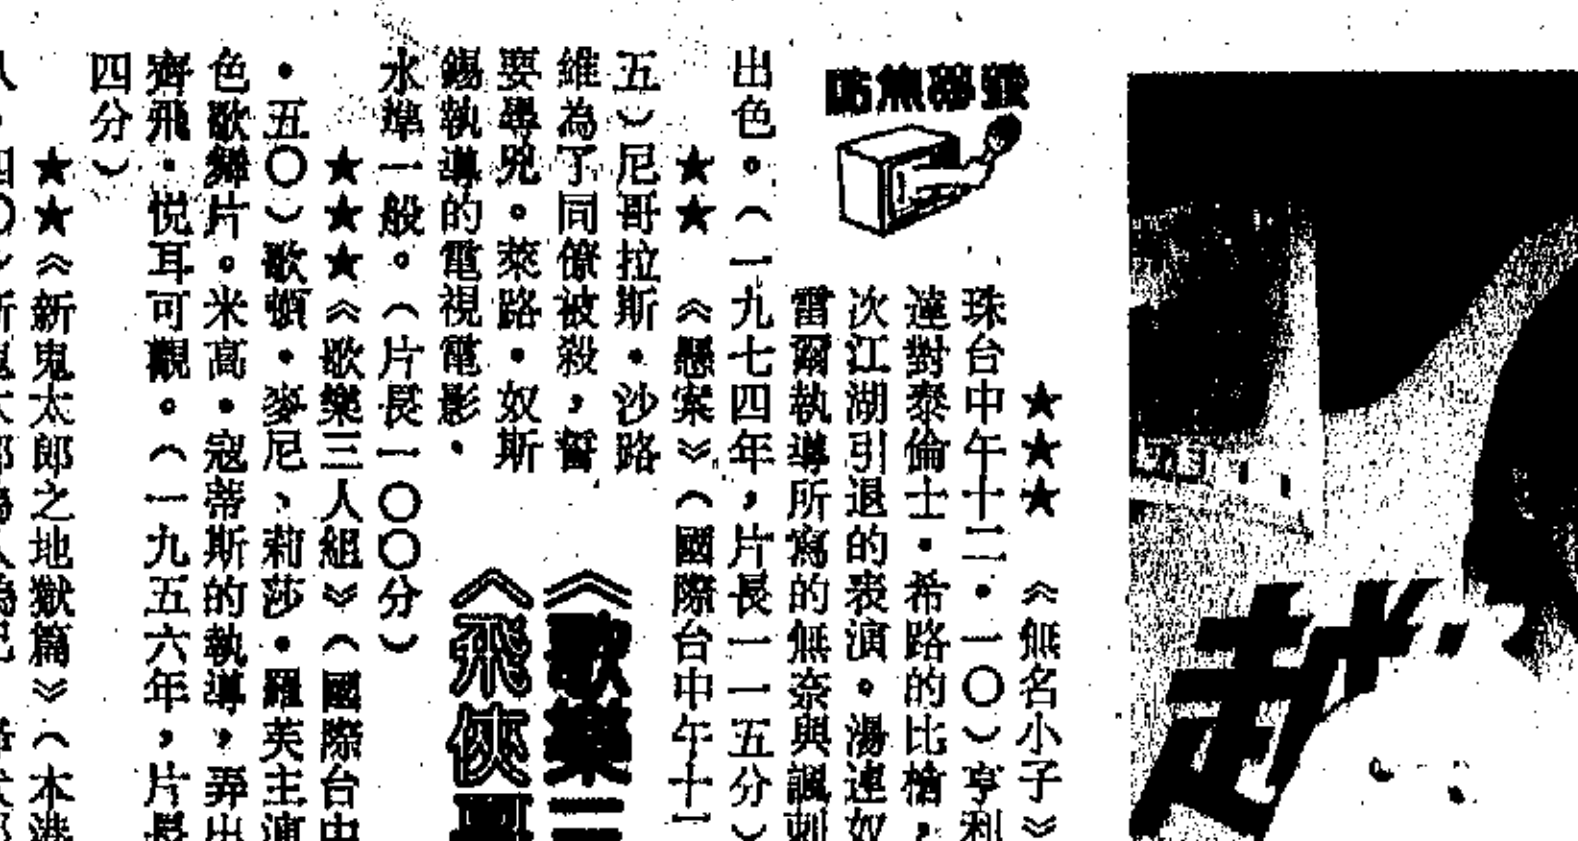 螢幕焦點
★★★《無名小子》
珠台中午十二・一〇)亨利
達對泰倫士・希路的比槍,
次江湖引退的表演。湯連奴
雷爾執導所寫的無奈與諷刺
出色。(一九七四年,片長一一五分)
★★《懸案》(國際台中午十
五)尼哥拉斯・沙路
維為了同僚被殺,誓
要尋兇。萊路・奴斯
錫執導的電視電影・
水準一般。(片長一〇〇分)
《歌樂三
《飛俠
★★★《歌樂三人組》(國際台中
・五〇)歌頓・麥尼、莉莎・羅芙主演
色歌舞片。米高・寇蒂斯的執導,弄出
齊飛・悅耳可觀。(一九五六年,片長
四分)
★★《新鬼太郎之地獄篇》(本港